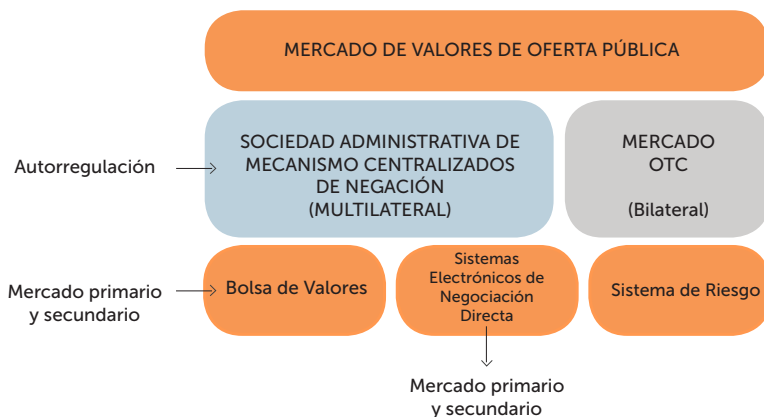 MERCADO DE VALORES DE OFERTA PÚBLICA
Autorregulación
SOCIEDAD ADMINISTRATIVA DE
MECANISMO CENTRALIZADOS
DE NEGACIÓN
(MULTILATERAL)
MERCADO
OTC
(Bilateral)
Mercado primario
y secundario
Bolsa de Valores
Sistemas
Electrónicos de
Negociación
Directa
Sistema de Riesgo
Mercado primario
y secundario